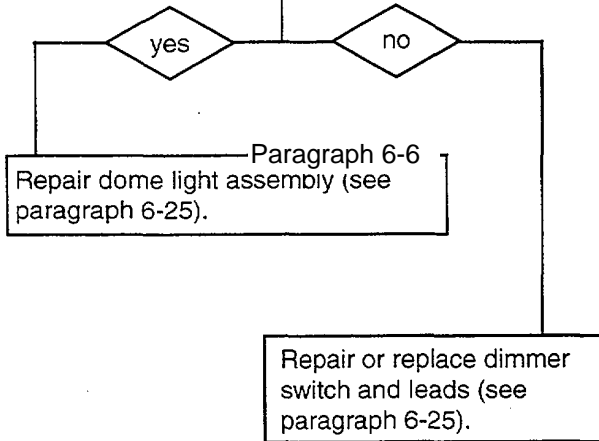 yes
no
Paragraph 6-6
Repair dome light assembly (see
paragraph 6-25).
Repair or replace dimmer
switch and leads (see
paragraph 6-25).